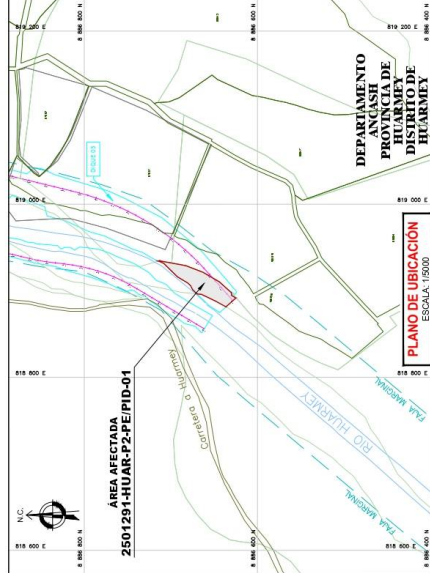 N.C.
ÁREA AFECTADA
2501291-HUAR-P2-PE/PID-01
Carretera a Huarmey
RIO HUARMEY
FAJA MARGINAL
FAJA MARGINAL
DEPARTAMENTO
ANCASH
PROVINCIA DE
HUARMEY
DISTRITO DE
HUARMEY
PLANO DE UBICACIÓN
ESCALA: 1/5000
819 200 E
819 000 E
818 800 E
818 600 E
819 200 E
819 000 E
818 800 E
818 600 E
8 886 800 N
8 886 600 N
8 886 400 N
8 886 800 N
8 886 600 N
8 886 400 N